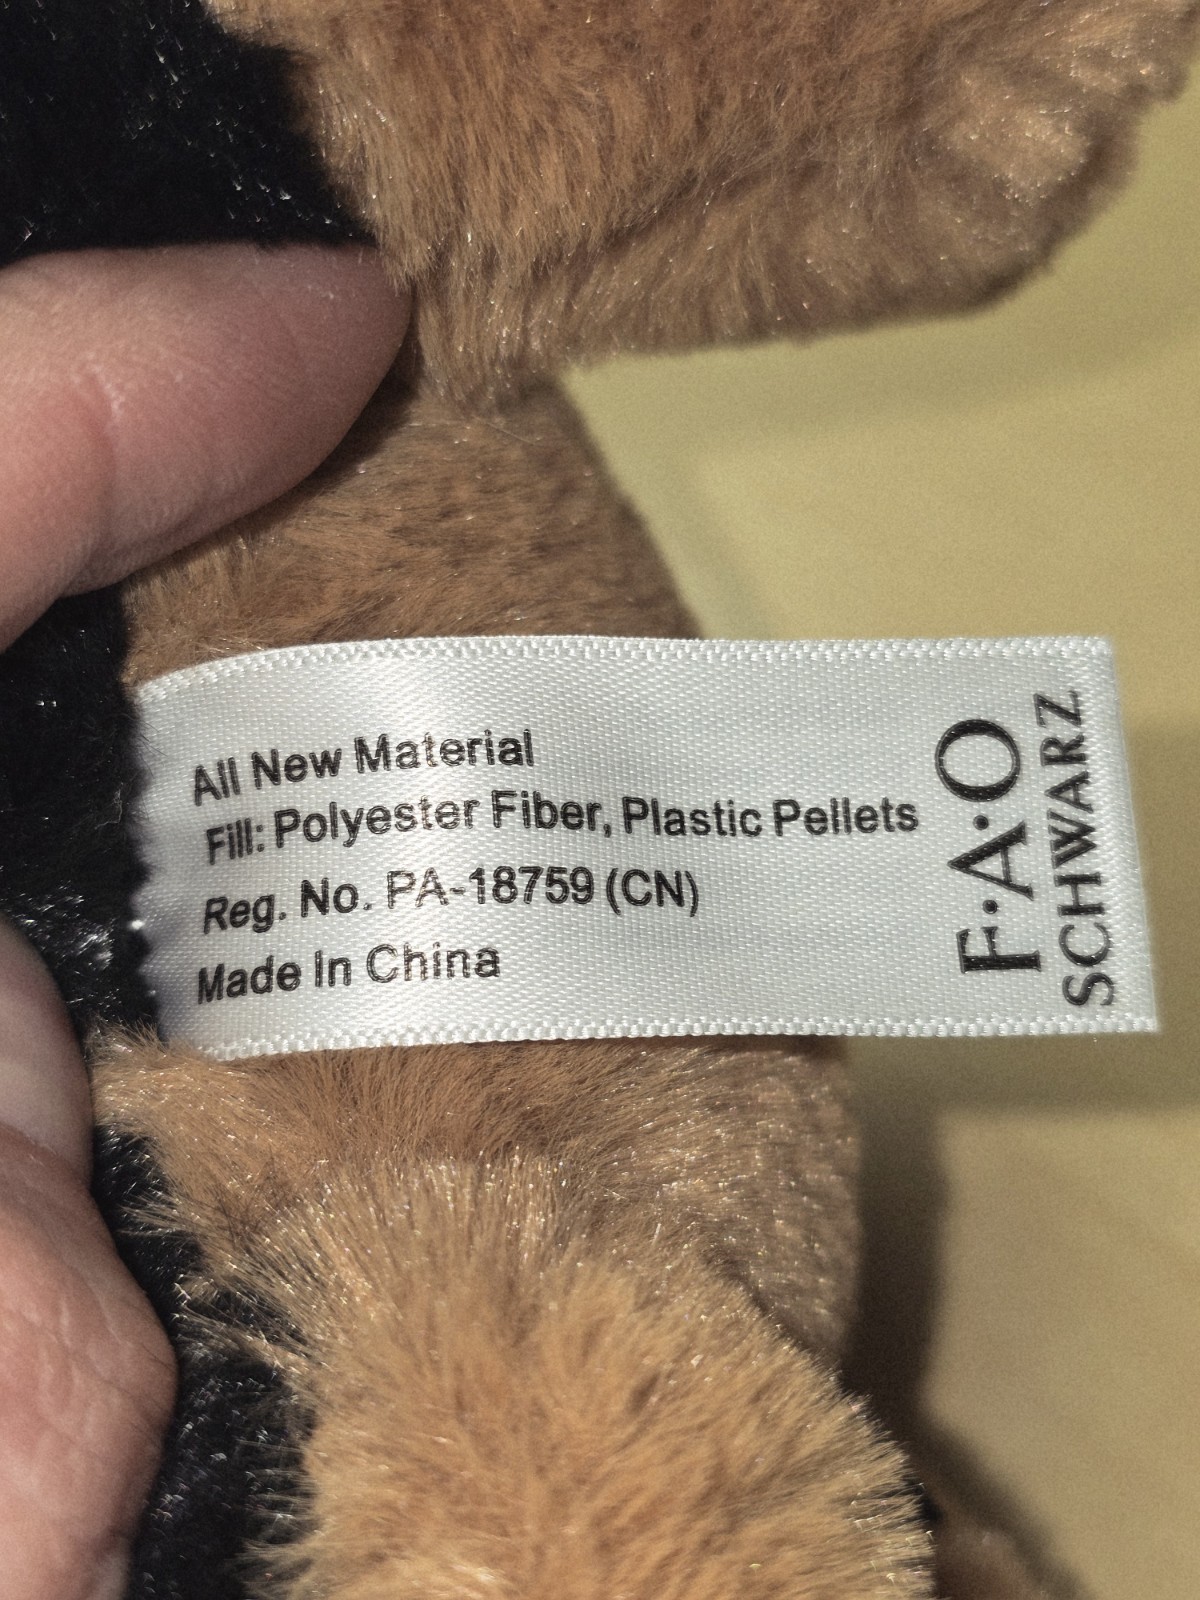 All New Material
Fill: Polyester Fiber, Plastic Pellets
Reg. No. PA-18759 (CN)
Made In China
F·A·O
SCHWARZ